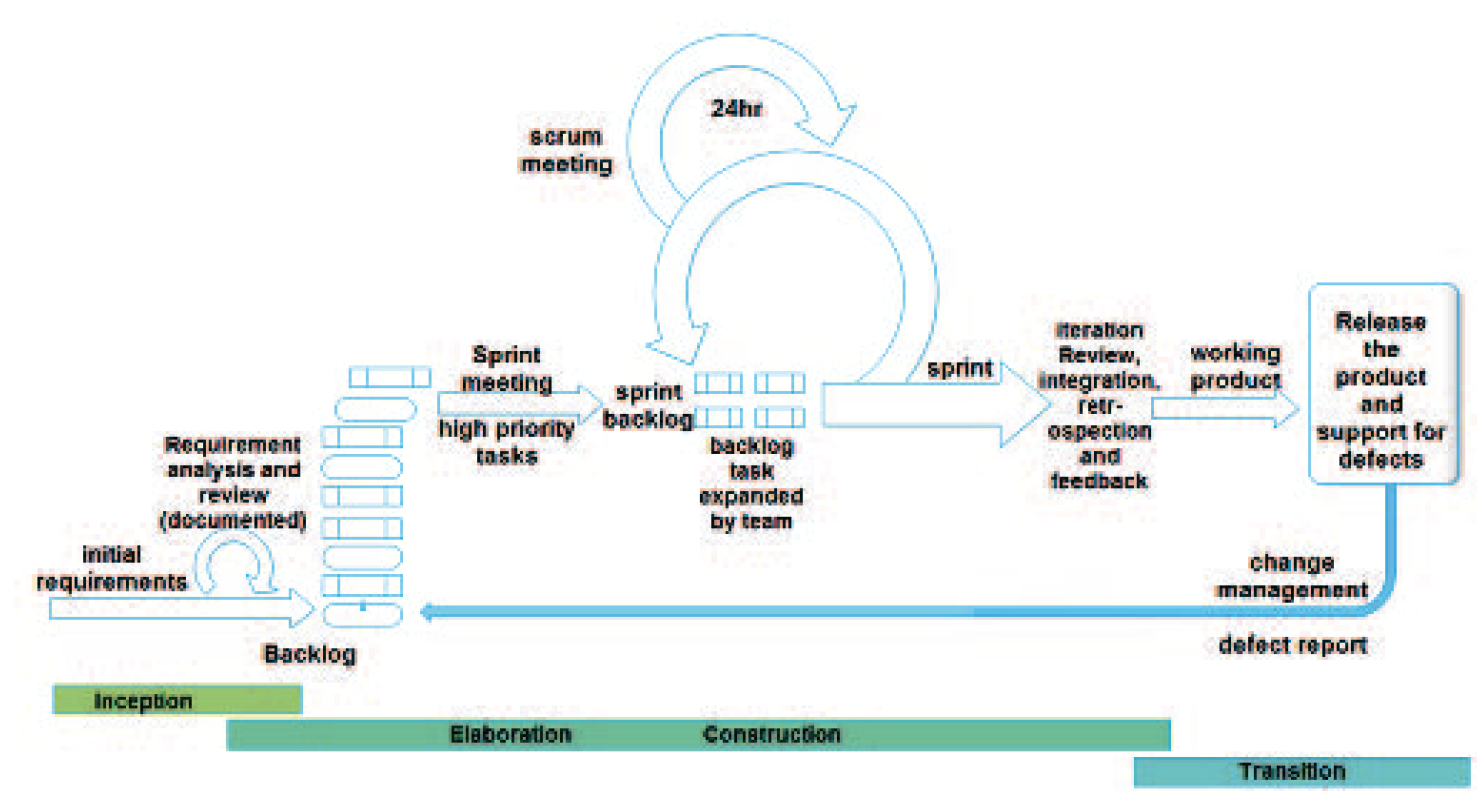 24hr
scrum
meeting
Sprint
meeting
high priority
tasks
sprint
backlog
backlog
task
expanded
by team
sprint
iteration
Review,
integration,
retr-
ospection
and
feedback
working
product
Release
the
product
and
support for
defects
Requirement
analysis and
review
(documented)
initial
requirements
Backlog
change
management
defect report
Inception
Elaboration
Construction
Transition